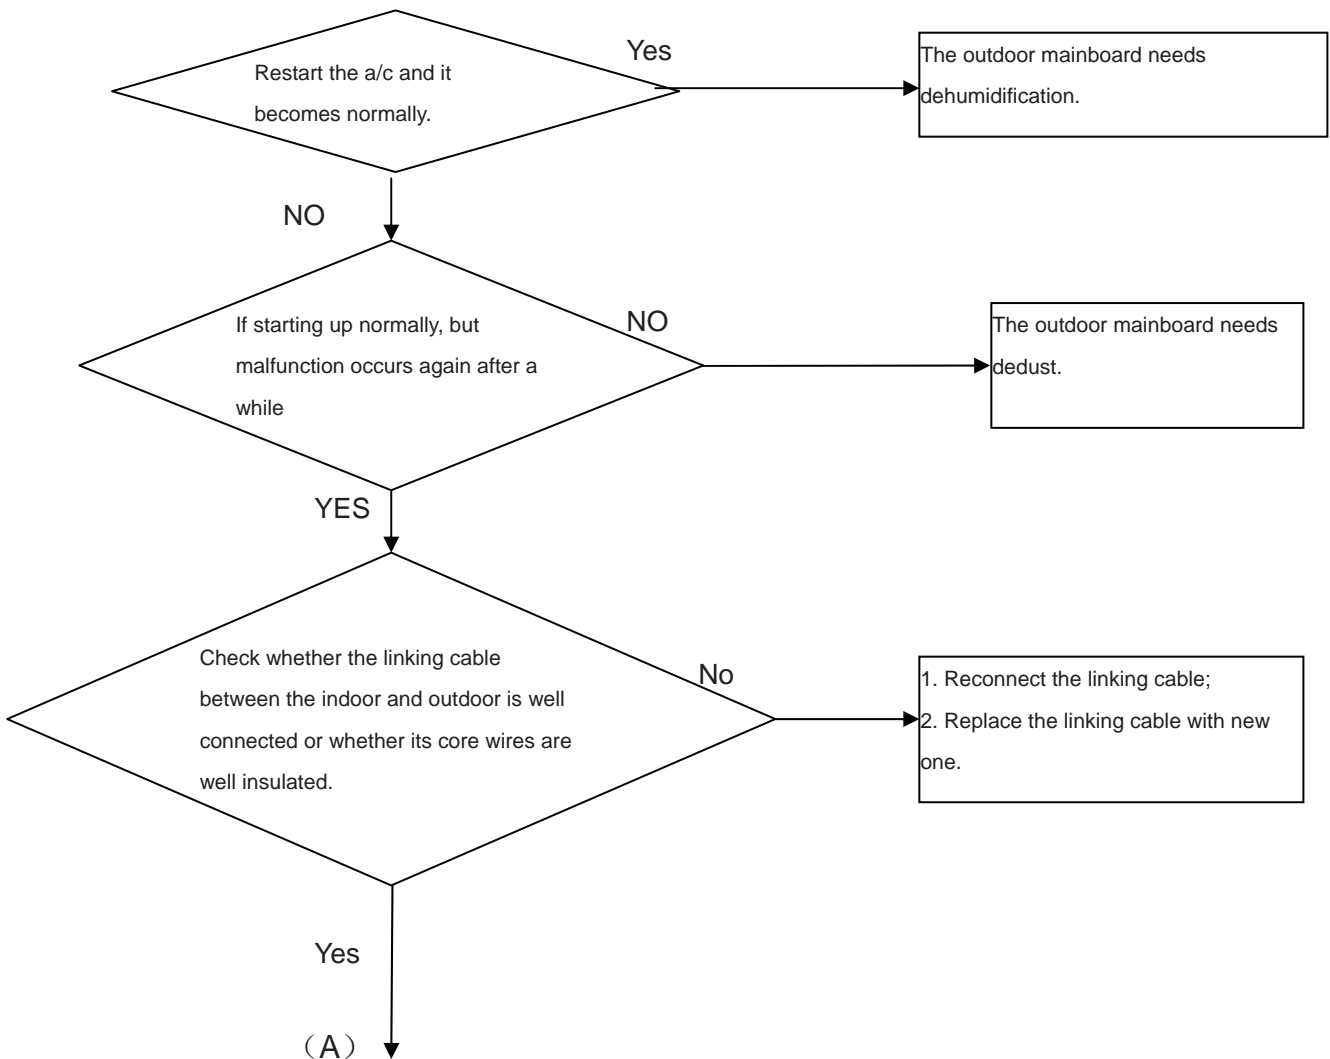 Restart the a/c and it
becomes normally.
Yes
The outdoor mainboard needs
dehumidification.
NO
If starting up normally, but
malfunction occurs again after a
while
NO
The outdoor mainboard needs
dedust.
YES
Check whether the linking cable
between the indoor and outdoor is well
connected or whether its core wires are
well insulated.
No
1. Reconnect the linking cable;
2. Replace the linking cable with new
one.
Yes
（A）